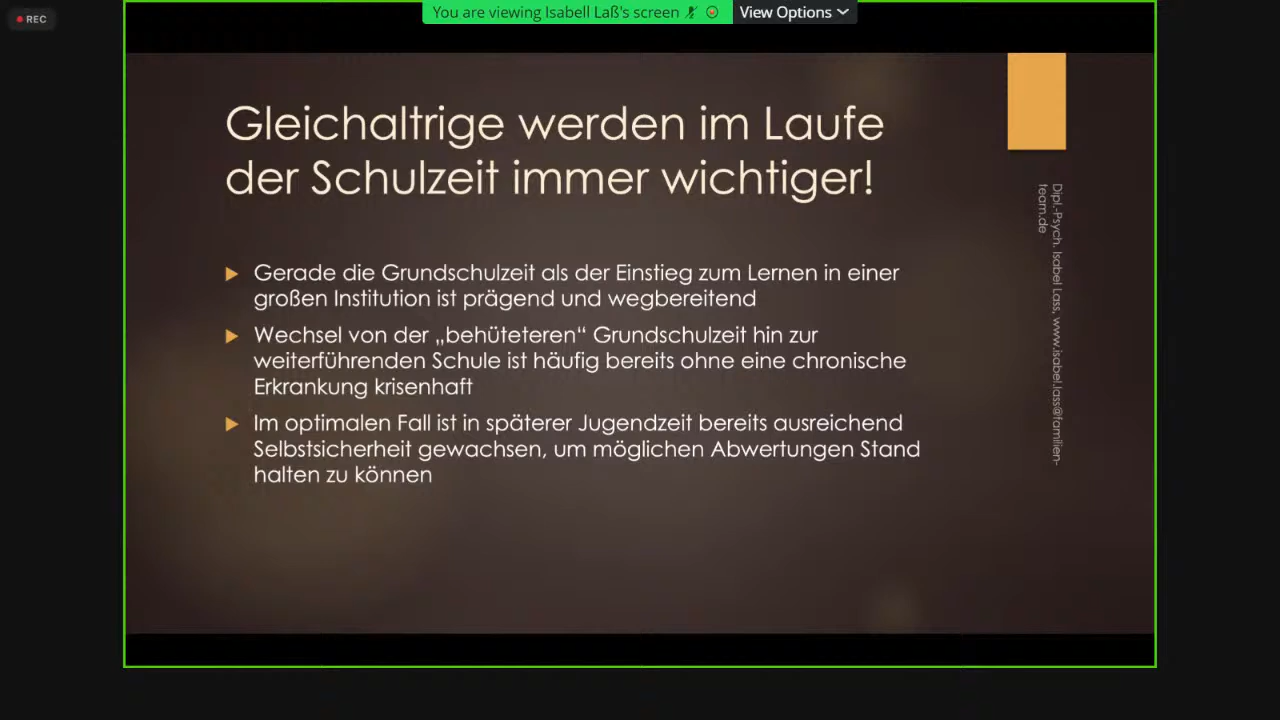 REC
You are viewing Isabell Laß's screen
View Options
Gleichaltrige werden im Laufe
der Schulzeit immer wichtiger!
Gerade die Grundschulzeit als der Einstieg zum Lernen in einer
großen Institution ist prägend und wegbereitend
Wechsel von der „behüteteren“ Grundschulzeit hin zur
weiterführenden Schule ist häufig bereits ohne eine chronische
Erkrankung krisenhaft
Im optimalen Fall ist in späterer Jugendzeit bereits ausreichend
Selbstsicherheit gewachsen, um möglichen Abwertungen Stand
halten zu können
Dipl.-Psych. Isabel Lass, www.isabel.lass@familien-
team.de